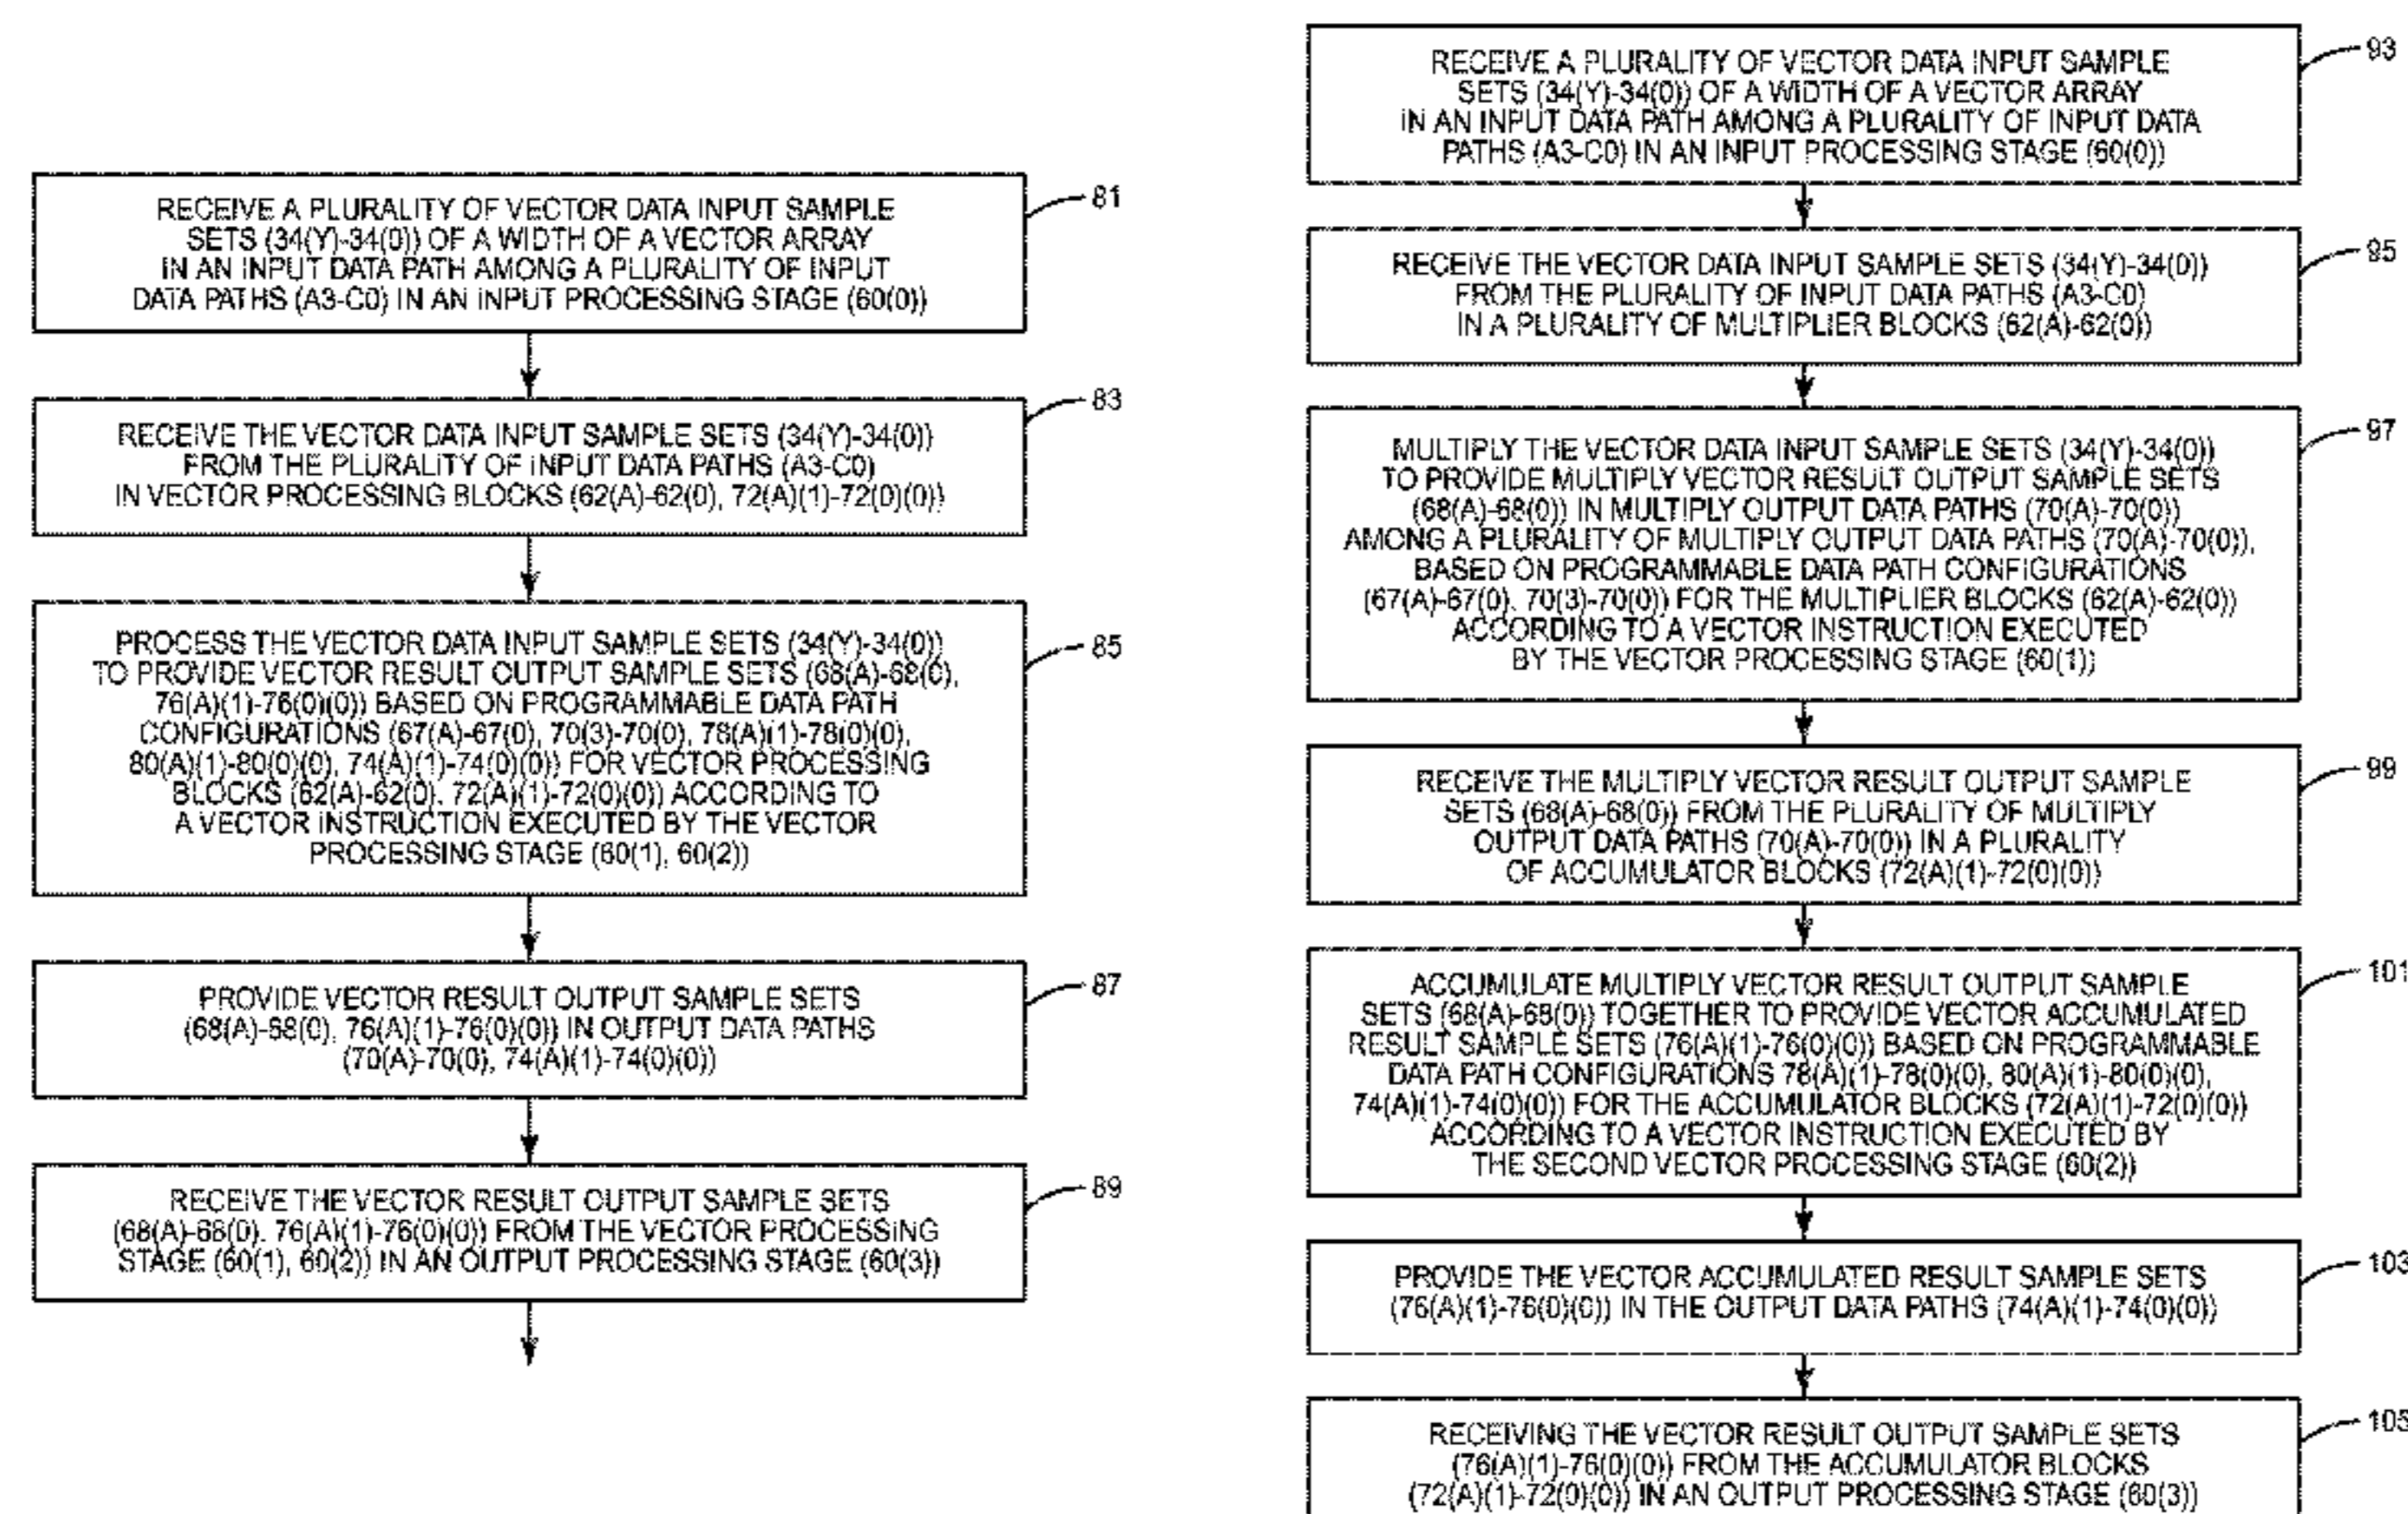 RECEIVE A PLURALITY OF VECTOR DATA INPUT SAMPLE
SETS (34(Y)-34(0)) OF A WIDTH OF A VECTOR ARRAY
IN AN INPUT DATA PATH AMONG A PLURALITY OF INPUT
DATA PATHS (A3-C0) IN AN INPUT PROCESSING STAGE (60(0))
81
RECEIVE THE VECTOR DATA INPUT SAMPLE SETS (34(Y)-34(0))
FROM THE PLURALITY OF INPUT DATA PATHS (A3-C0)
IN VECTOR PROCESSING BLOCKS (62(A)-62(0), 72(A)(1)-72(0)(0))
83
PROCESS THE VECTOR DATA INPUT SAMPLE SETS (34(Y)-34(0))
TO PROVIDE VECTOR RESULT OUTPUT SAMPLE SETS (68(A)-68(0),
76(A)(1)-76(0)(0)) BASED ON PROGRAMMABLE DATA PATH
CONFIGURATIONS (67(A)-67(0), 70(3)-70(0), 78(A)(1)-78(0)(0),
80(A)(1)-80(0)(0), 74(A)(1)-74(0)(0)) FOR VECTOR PROCESSING
BLOCKS (62(A)-62(0), 72(A)(1)-72(0)(0)) ACCORDING TO
A VECTOR INSTRUCTION EXECUTED BY THE VECTOR
PROCESSING STAGE (60(1), 60(2))
85
PROVIDE VECTOR RESULT OUTPUT SAMPLE SETS
(68(A)-68(0), 76(A)(1)-76(0)(0)) IN OUTPUT DATA PATHS
(70(A)-70(0), 74(A)(1)-74(0)(0))
87
RECEIVE THE VECTOR RESULT OUTPUT SAMPLE SETS
(68(A)-68(0), 76(A)(1)-76(0)(0)) FROM THE VECTOR PROCESSING
STAGE (60(1), 60(2)) IN AN OUTPUT PROCESSING STAGE (60(3))
89
RECEIVE A PLURALITY OF VECTOR DATA INPUT SAMPLE
SETS (34(Y)-34(0)) OF A WIDTH OF A VECTOR ARRAY
IN AN INPUT DATA PATH AMONG A PLURALITY OF INPUT DATA
PATHS (A3-C0) IN AN INPUT PROCESSING STAGE (60(0))
93
RECEIVE THE VECTOR DATA INPUT SAMPLE SETS (34(Y)-34(0))
FROM THE PLURALITY OF INPUT DATA PATHS (A3-C0)
IN A PLURALITY OF MULTIPLIER BLOCKS (62(A)-62(0))
95
MULTIPLY THE VECTOR DATA INPUT SAMPLE SETS (34(Y)-34(0))
TO PROVIDE MULTIPLY VECTOR RESULT OUTPUT SAMPLE SETS
(68(A)-68(0)) IN MULTIPLY OUTPUT DATA PATHS (70(A)-70(0))
AMONG A PLURALITY OF MULTIPLY OUTPUT DATA PATHS (70(A)-70(0)),
BASED ON PROGRAMMABLE DATA PATH CONFIGURATIONS
(67(A)-67(0), 70(3)-70(0)) FOR THE MULTIPLIER BLOCKS (62(A)-62(0))
ACCORDING TO A VECTOR INSTRUCTION EXECUTED
BY THE VECTOR PROCESSING STAGE (60(1))
97
RECEIVE THE MULTIPLY VECTOR RESULT OUTPUT SAMPLE
SETS (68(A)-68(0)) FROM THE PLURALITY OF MULTIPLY
OUTPUT DATA PATHS (70(A)-70(0)) IN A PLURALITY
OF ACCUMULATOR BLOCKS (72(A)(1)-72(0)(0))
99
ACCUMULATE MULTIPLY VECTOR RESULT OUTPUT SAMPLE
SETS (68(A)-68(0)) TOGETHER TO PROVIDE VECTOR ACCUMULATED
RESULT SAMPLE SETS (76(A)(1)-76(0)(0)) BASED ON PROGRAMMABLE
DATA PATH CONFIGURATIONS 78(A)(1)-78(0)(0), 80(A)(1)-80(0)(0),
74(A)(1)-74(0)(0)) FOR THE ACCUMULATOR BLOCKS (72(A)(1)-72(0)(0))
ACCORDING TO A VECTOR INSTRUCTION EXECUTED BY
THE SECOND VECTOR PROCESSING STAGE (60(2))
101
PROVIDE THE VECTOR ACCUMULATED RESULT SAMPLE SETS
(76(A)(1)-76(0)(0)) IN THE OUTPUT DATA PATHS (74(A)(1)-74(0)(0))
103
RECEIVING THE VECTOR RESULT OUTPUT SAMPLE SETS
(76(A)(1)-76(0)(0)) FROM THE ACCUMULATOR BLOCKS
(72(A)(1)-72(0)(0)) IN AN OUTPUT PROCESSING STAGE (60(3))
105